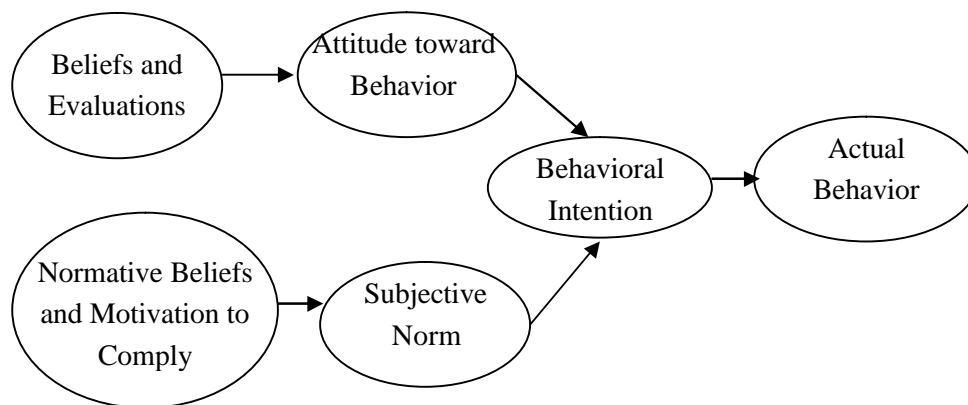 Beliefs and
Evaluations
Attitude toward
Behavior
Behavioral
Intention
Actual
Behavior
Normative Beliefs
and Motivation to
Comply
Subjective
Norm